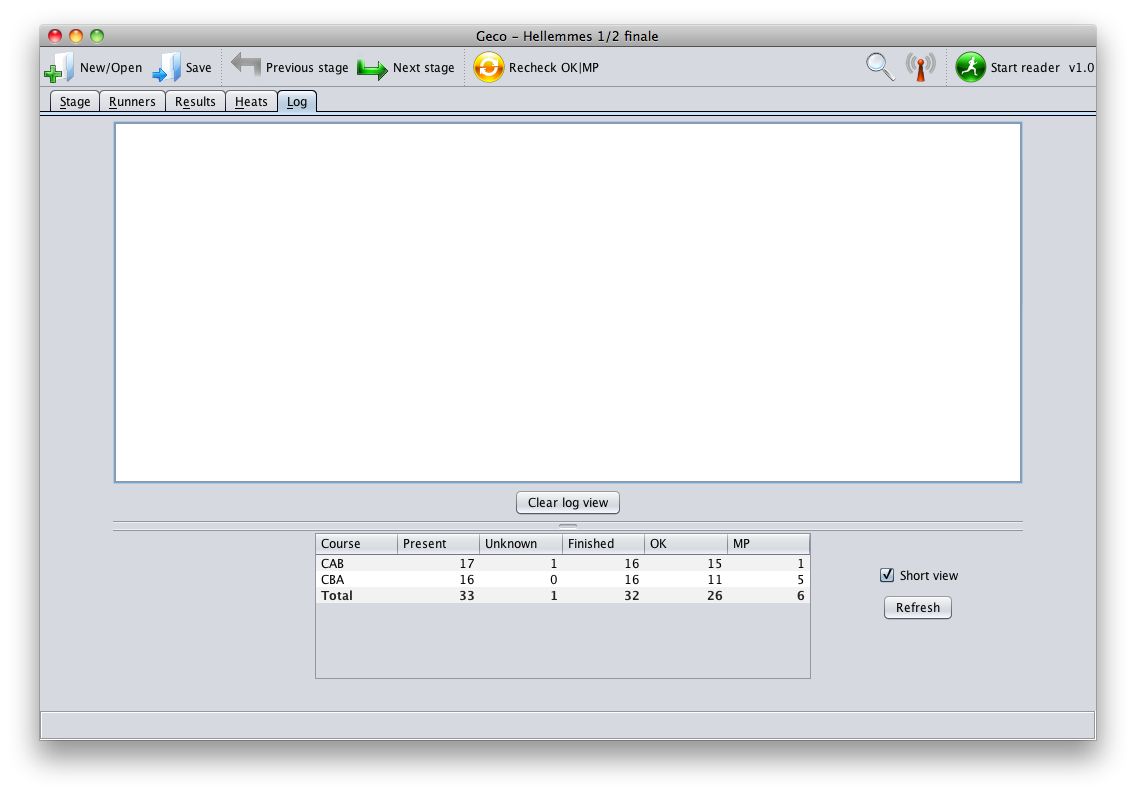 Geco - Hellemmes 1/2 finale
New/Open Save Previous stage Next stage Recheck OK|MP Start reader v1.0
Stage Runners Results Heats Log
Clear log view
Course Present Unknown Finished OK MP
CAB 17 1 16 15 1
CBA 16 0 16 11 5
Total 33 1 32 26 6
Short view
Refresh